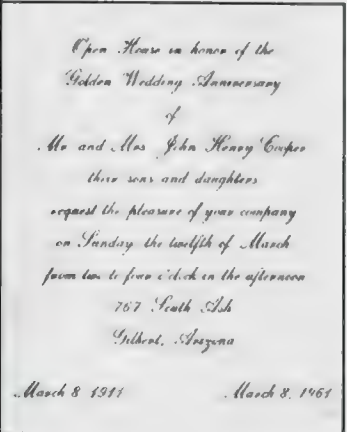 Open House in honor of the
Golden Wedding Anniversary
of
Mr and Mrs John Henry Cooper
their sons and daughters
request the pleasure of your company
on Sunday the twelfth of March
from two to four o'clock in the afternoon
767 South Ash
Gilbert, Arizona
March 8 1911 March 8, 1961